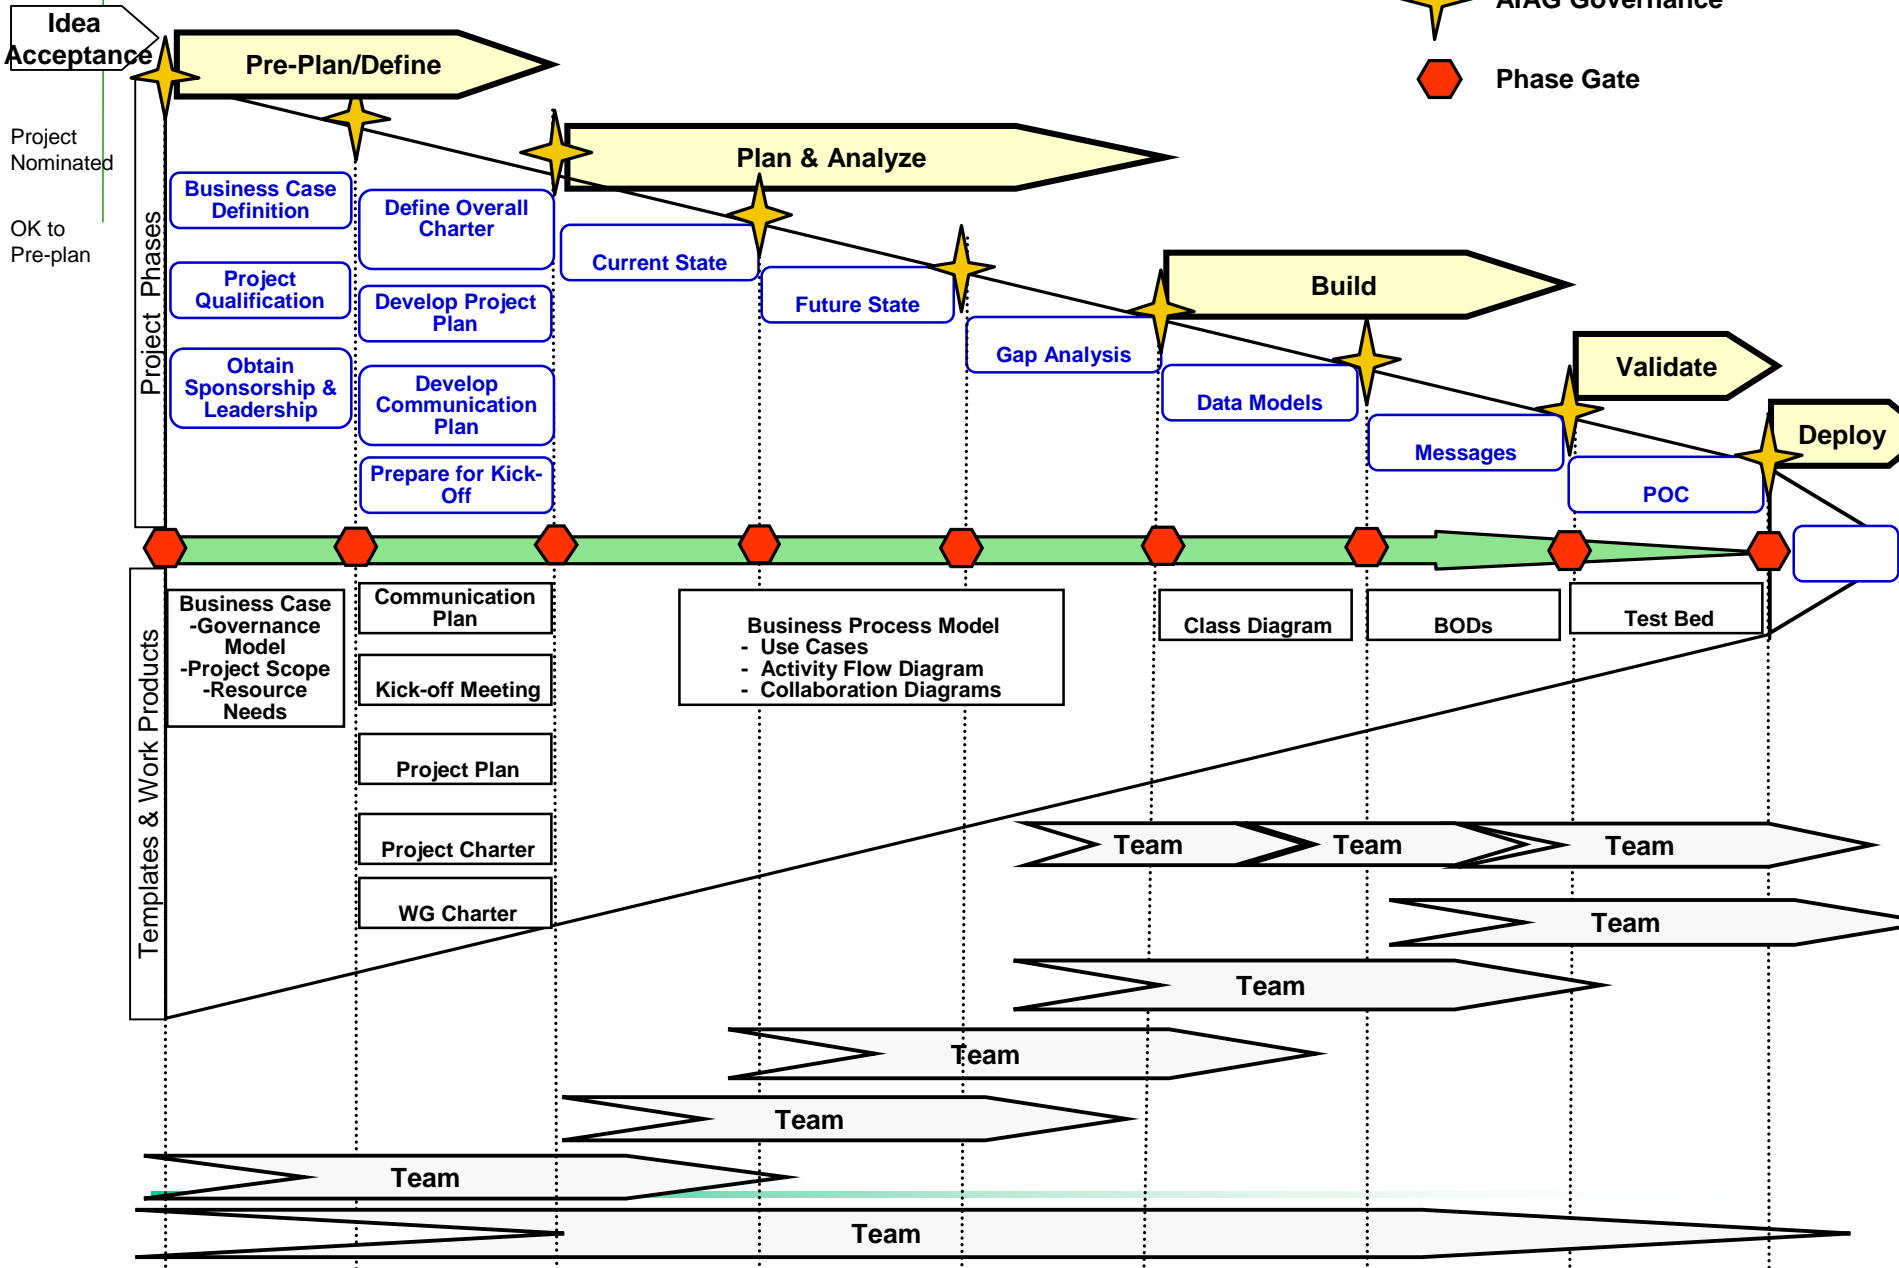 AIAG Governance
Idea
Acceptance
Pre-Plan/Define
Phase Gate
Project
Nominated
Plan & Analyze
OK to
Pre-plan
Project Phases
Business Case
Definition
Define Overall
Charter
Current State
Project
Qualification
Develop Project
Plan
Future State
Build
Obtain
Sponsorship &
Leadership
Develop
Communication
Plan
Gap Analysis
Validate
Data Models
Deploy
Prepare for Kick-
Off
Messages
POC
Templates & Work Products
Business Case
-Governance
Model
-Project Scope
-Resource
Needs
Communication
Plan
Kick-off Meeting
Project Plan
Project Charter
WG Charter
Business Process Model
- Use Cases
- Activity Flow Diagram
- Collaboration Diagrams
Class Diagram
BODs
Test Bed
Team
Team
Team
Team
Team
Team
Team
Team
Team